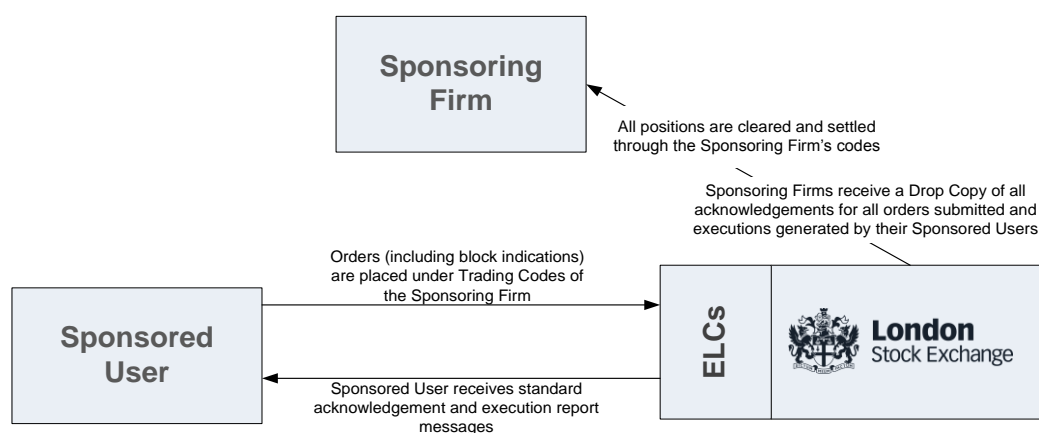 Sponsoring
Firm
All positions are cleared and settled
through the Sponsoring Firm's codes
Sponsoring Firms receive a Drop Copy of all
acknowledgements for all orders submitted and
executions generated by their Sponsored Users
Orders (including block indications)
are placed under Trading Codes of
the Sponsoring Firm
Sponsored
User
ELCs
London
Stock Exchange
Sponsored User receives standard
acknowledgement and execution report
messages